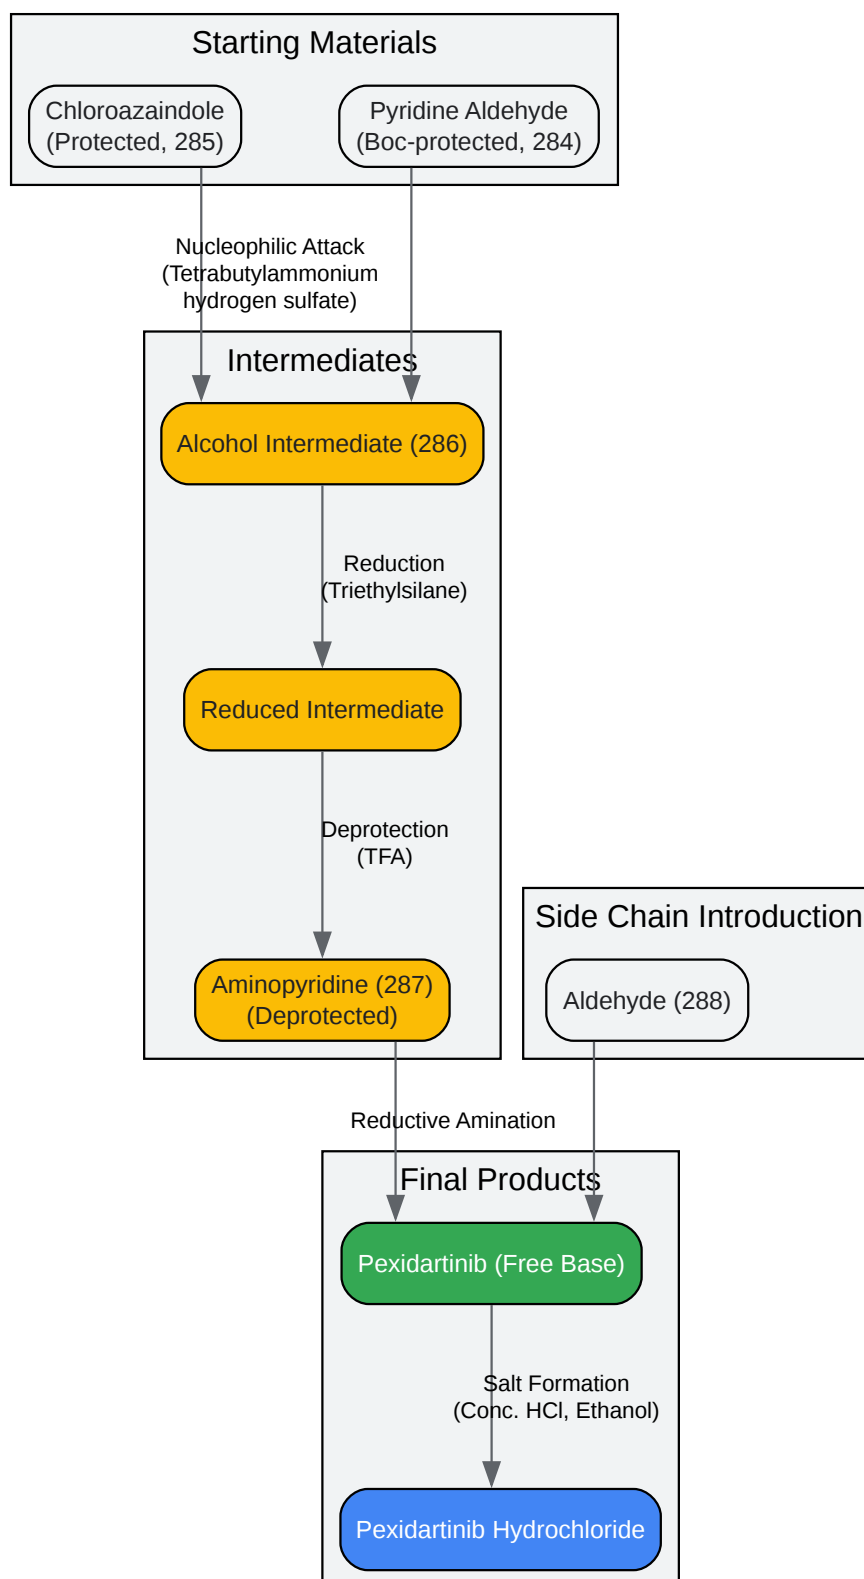 Starting Materials
Chloroazaindole
(Protected, 285)
Pyridine Aldehyde
(Boc-protected, 284)
Nucleophilic Attack
(Tetrabutylammonium
hydrogen sulfate)
Intermediates
Alcohol Intermediate (286)
Reduction
(Triethylsilane)
Reduced Intermediate
Deprotection
(TFA)
Side Chain Introduction
Aminopyridine (287)
(Deprotected)
Aldehyde (288)
Reductive Amination
Final Products
Pexidartinib (Free Base)
Salt Formation
(Conc. HCl, Ethanol)
Pexidartinib Hydrochloride